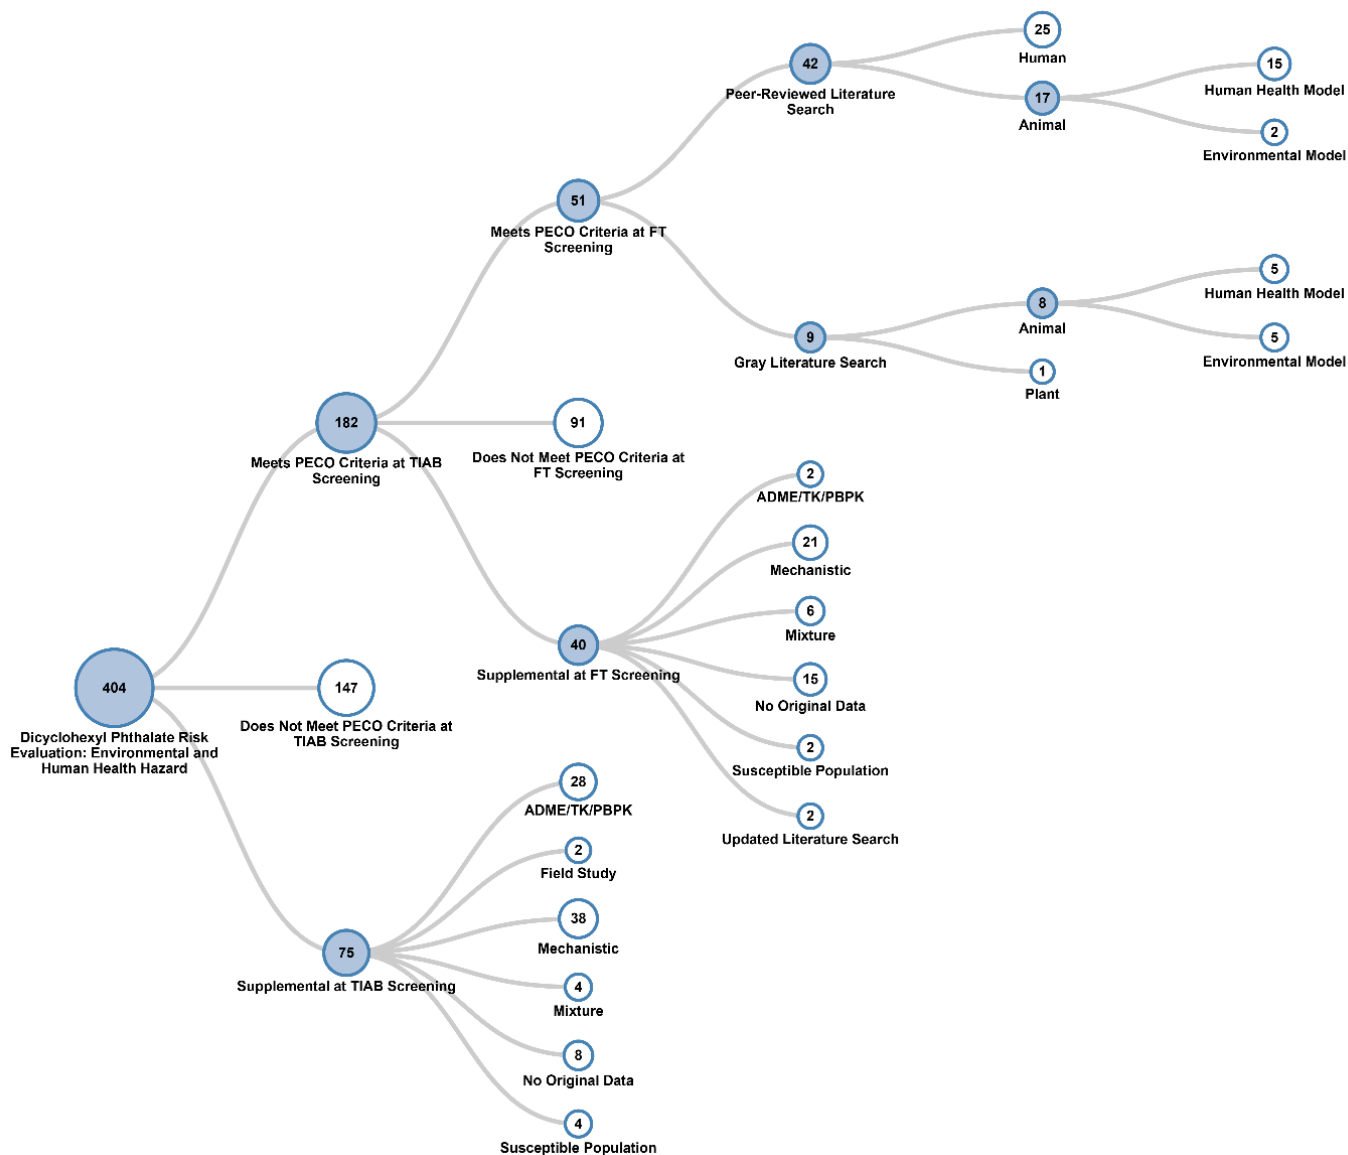 25
Human
42
Peer-Reviewed Literature
Search
17
Animal
15
Human Health Model
2
Environmental Model
51
Meets PECO Criteria at FT
Screening
9
Gray Literature Search
8
Animal
5
Human Health Model
5
Environmental Model
1
Plant
182
Meets PECO Criteria at TIAB
Screening
91
Does Not Meet PECO Criteria at
FT Screening
40
Supplemental at FT Screening
2
ADME/TK/PBPK
21
Mechanistic
6
Mixture
15
No Original Data
2
Susceptible Population
2
Updated Literature Search
404
Dicyclohexyl Phthalate Risk
Evaluation: Environmental and
Human Health Hazard
147
Does Not Meet PECO Criteria at
TIAB Screening
75
Supplemental at TIAB Screening
28
ADME/TK/PBPK
2
Field Study
38
Mechanistic
4
Mixture
8
No Original Data
4
Susceptible Population